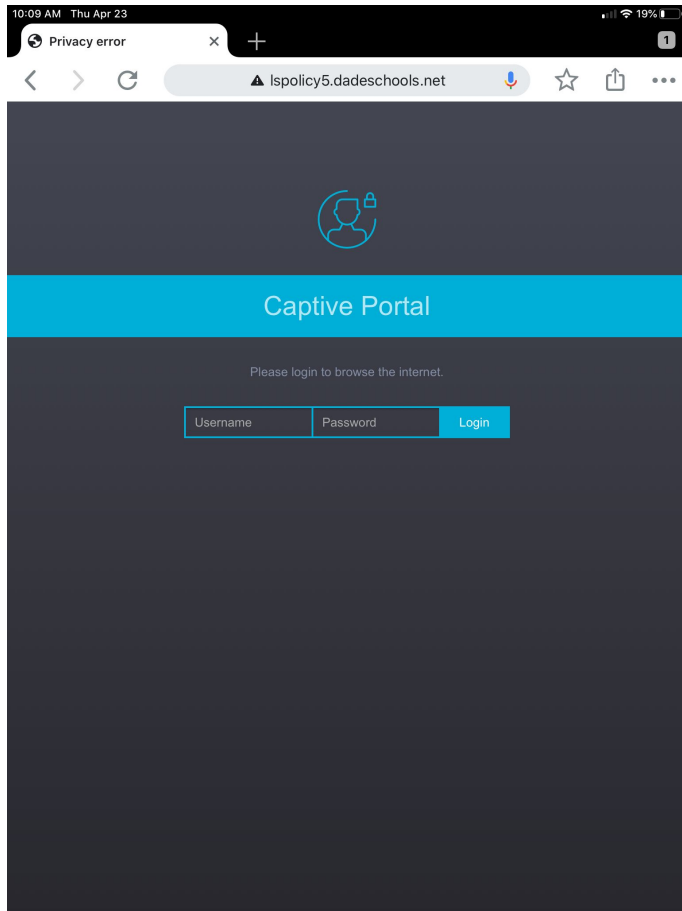 10:09 AM Thu Apr 23
19%
Privacy error
1
lspolicy5.dadeschools.net
Captive Portal
Please login to browse the internet.
Username Password Login